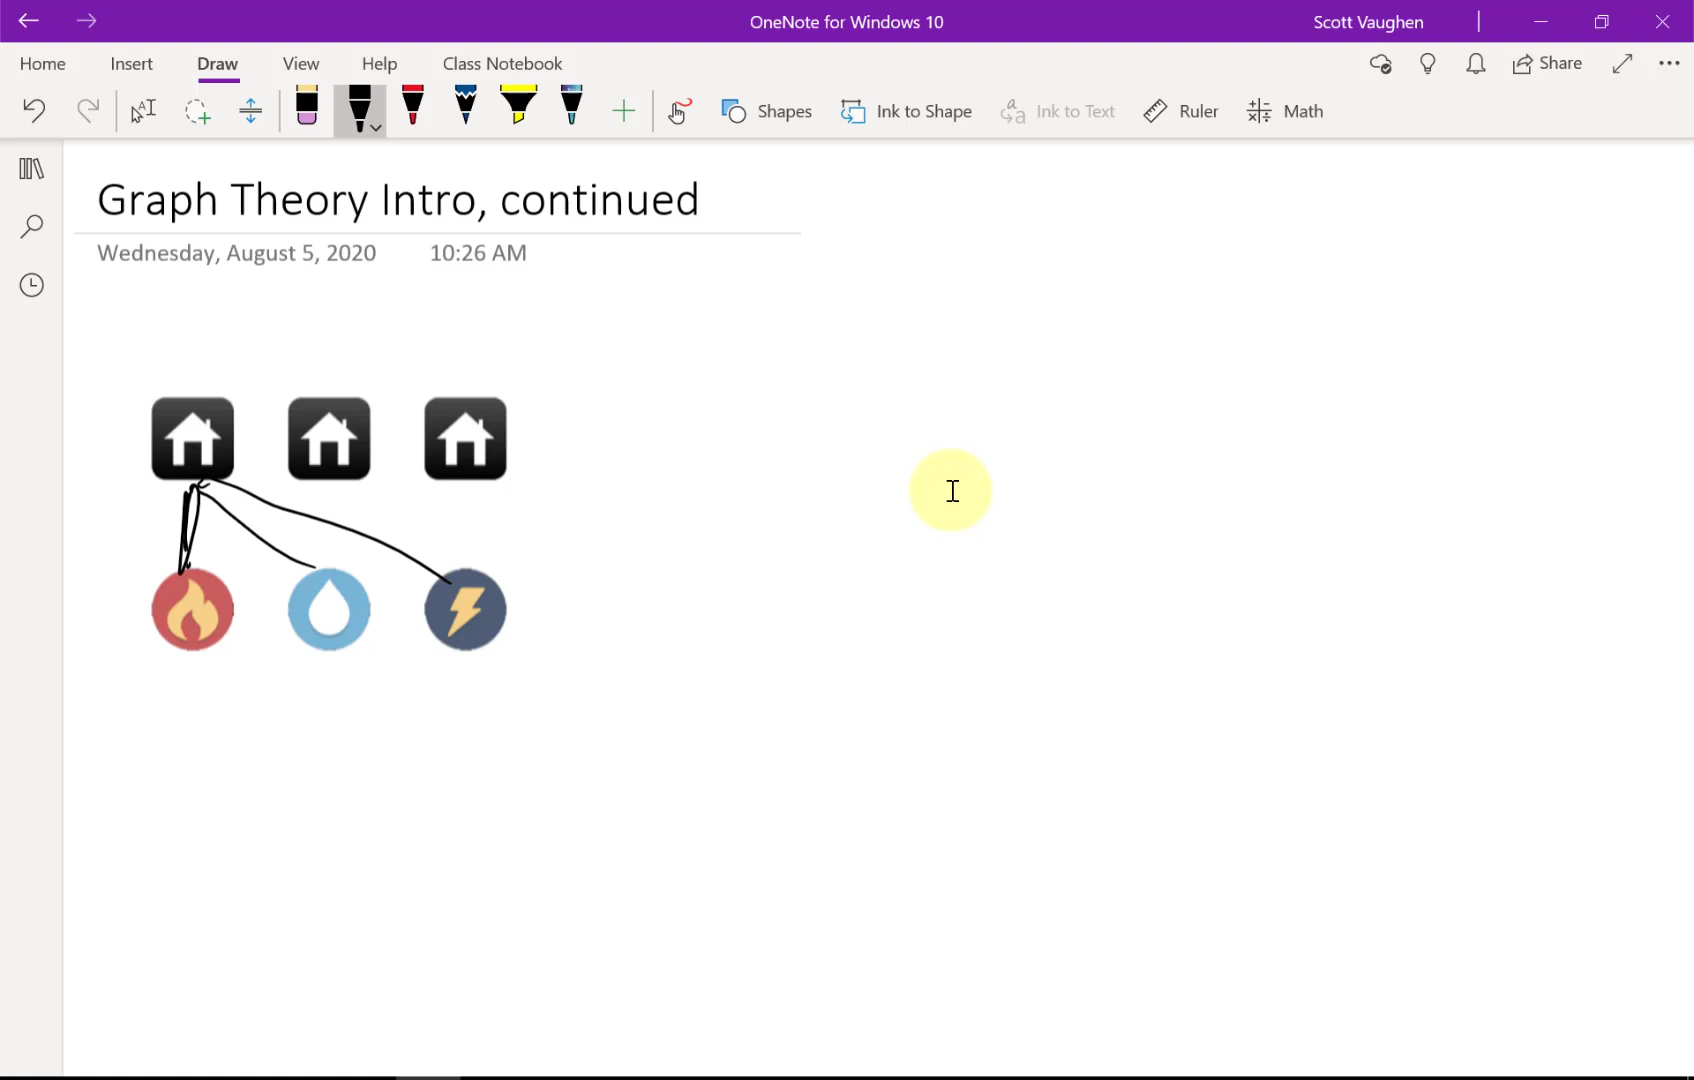 OneNote for Windows 10
Scott Vaughen
Home Insert Draw View Help Class Notebook
Share
Shapes Ink to Shape Ink to Text Ruler Math
Graph Theory Intro, continued
Wednesday, August 5, 2020 10:26 AM